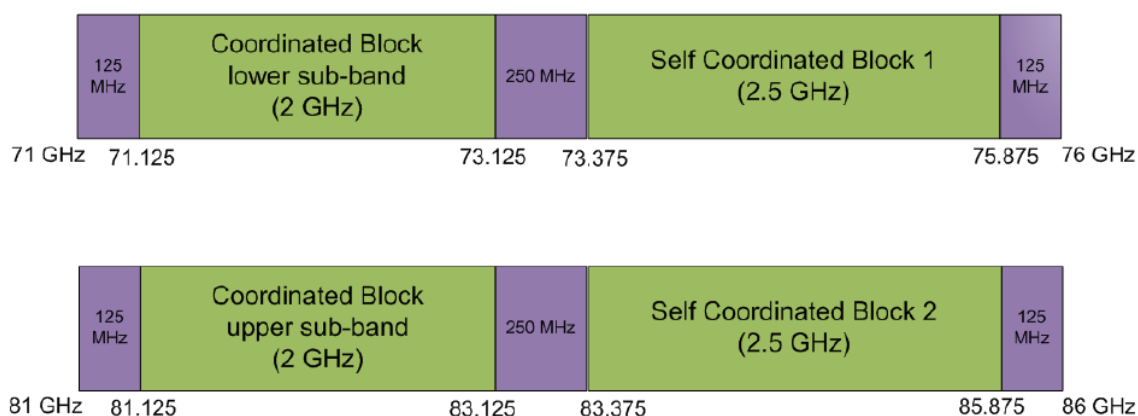 125
MHz
Coordinated Block
lower sub-band
(2 GHz)
250 MHz
Self Coordinated Block 1
(2.5 GHz)
125
MHz
71 GHz 71.125 73.125 73.375 75.875 76 GHz
125
MHz
Coordinated Block
upper sub-band
(2 GHz)
250 MHz
Self Coordinated Block 2
(2.5 GHz)
125
MHz
81 GHz 81.125 83.125 83.375 85.875 86 GHz